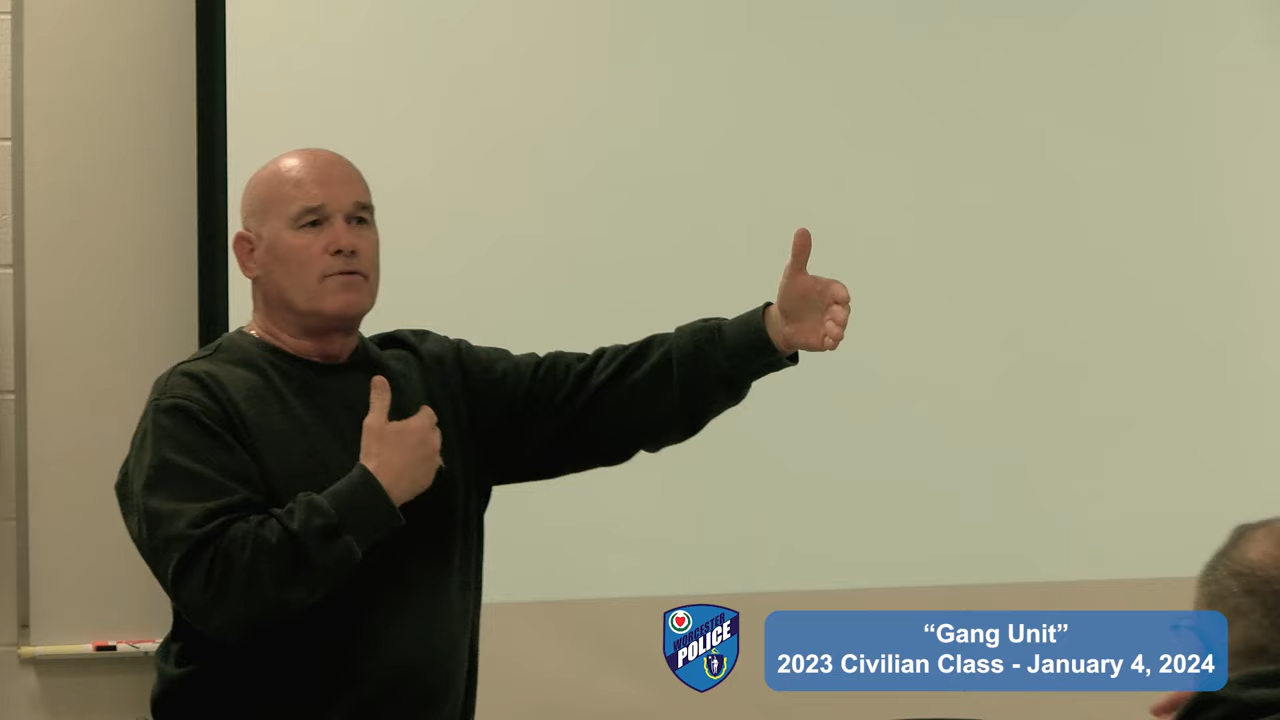 WORCESTER
POLICE
“Gang Unit”
2023 Civilian Class - January 4, 2024